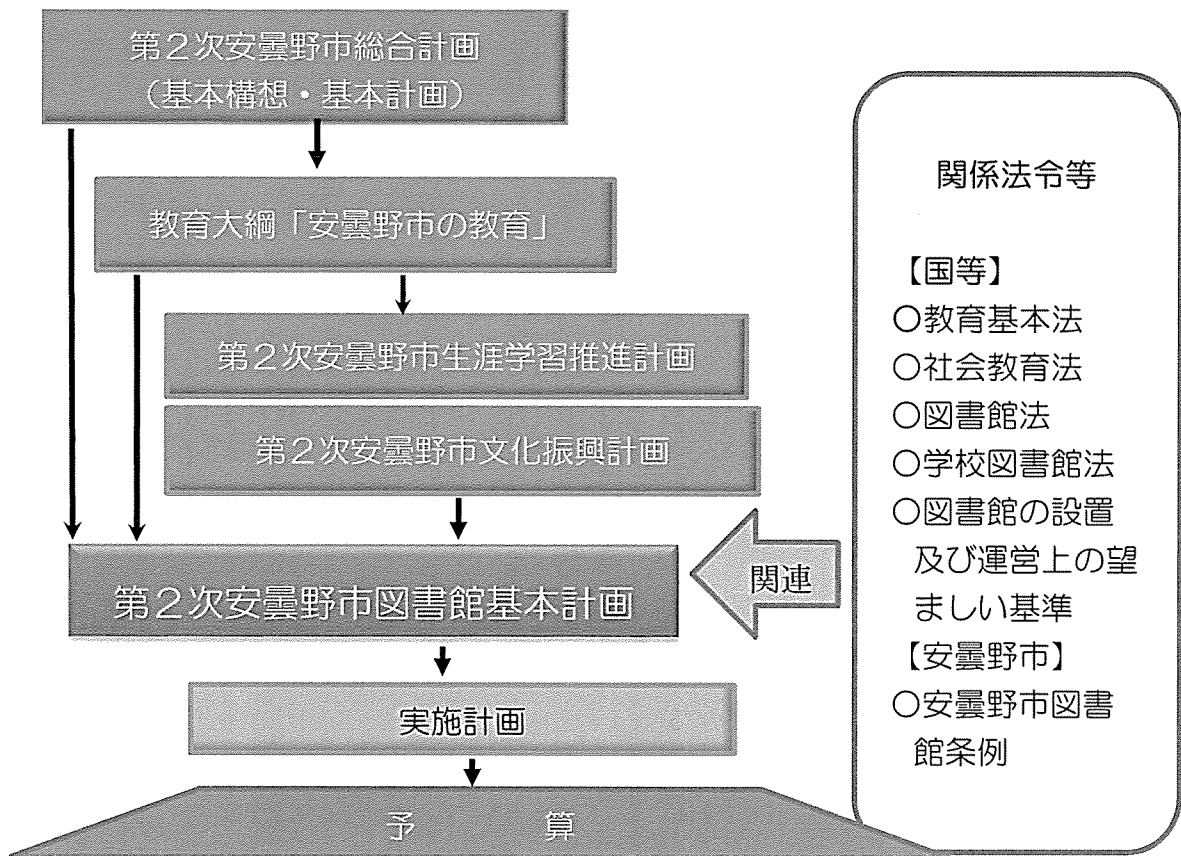 第２次安曇野市総合計画
（基本構想・基本計画）
教育大綱「安曇野市の教育」
第２次安曇野市生涯学習推進計画
第２次安曇野市文化振興計画
第２次安曇野市図書館基本計画
関連
実施計画
予　算
関係法令等
【国等】
○教育基本法
○社会教育法
○図書館法
○学校図書館法
○図書館の設置
及び運営上の望
ましい基準
【安曇野市】
○安曇野市図書
館条例